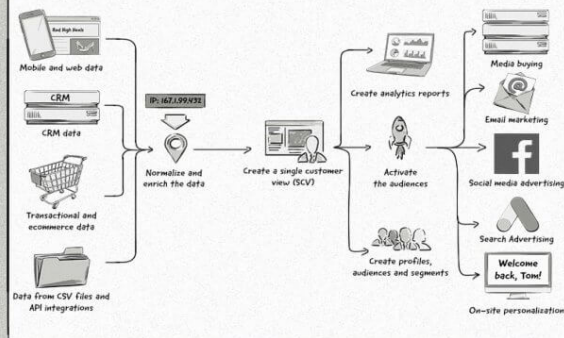 Red High Heels
Mobile and web data
CRM
CRM data
Transactional and
ecommerce data
Data from CSV files and
API integrations
IP: 167.1.99.432
Normalize and
enrich the data
Create a single customer
view (SCV)
Create analytics reports
Activate
the audiences
Create profiles,
audiences and segments
Media buying
Email marketing
f
Social media advertising
Search Advertising
Welcome
back, Tom!
On-site personalization